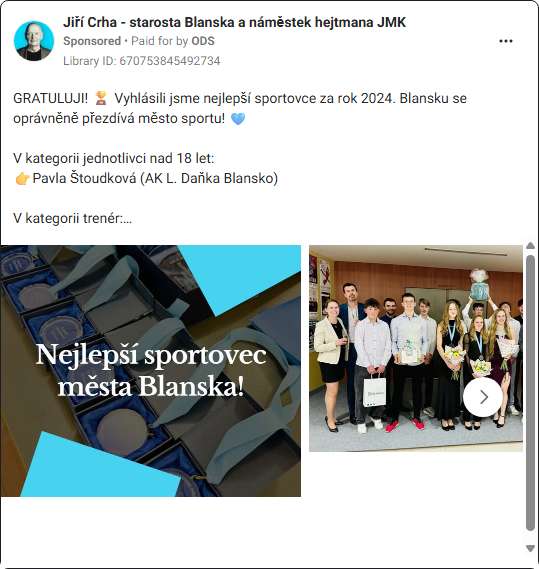 Jiří Crha - starosta Blanska a náměstek hejtmana JMK
Sponsored • Paid for by ODS
Library ID: 670753845492734
GRATULUJI! 🏆 Vyhlásili jsme nejlepší sportovce za rok 2024. Blansku se
oprávněně přezdívá město sportu! 🩵
V kategorii jednotlivci nad 18 let:
👉 Pavla Štoudková (AK L. Daňka Blansko)
V kategorii trenér:...
Nejlepší sportovec
města Blanska!